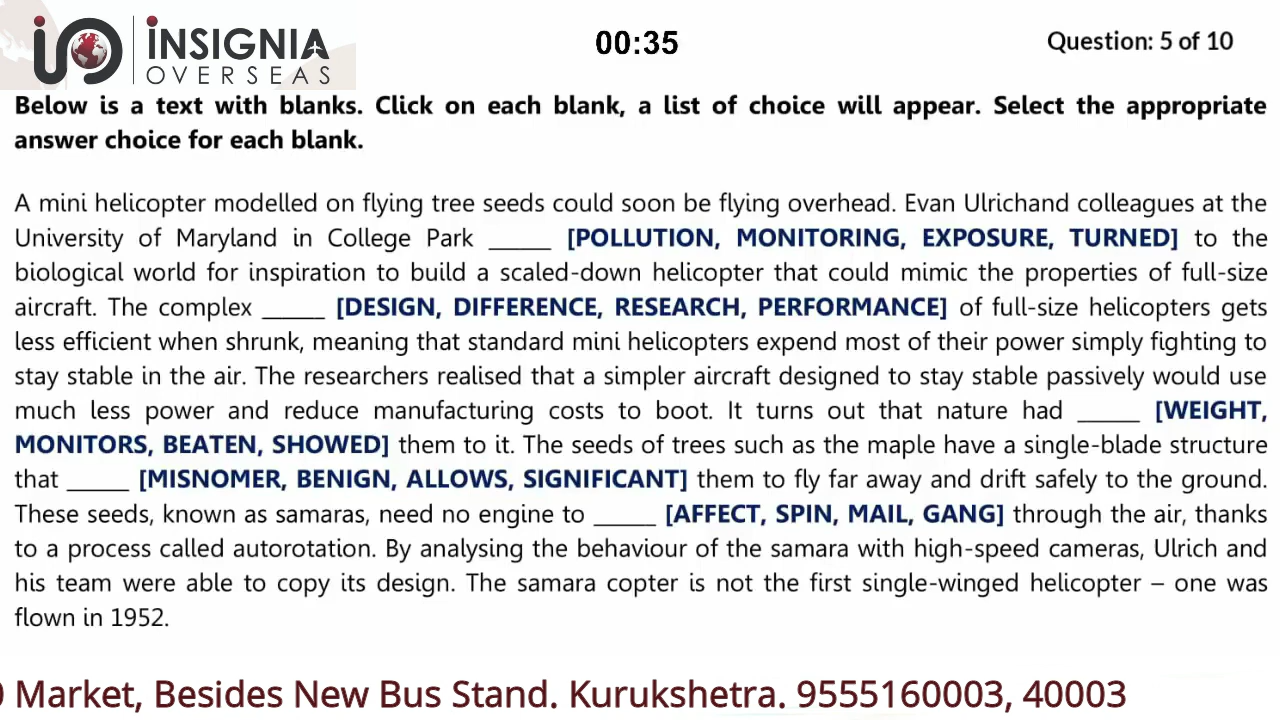 INSIGNIA
OVERSEAS
00:35
Question: 5 of 10
Below is a text with blanks. Click on each blank, a list of choice will appear. Select the appropriate
answer choice for each blank.
A mini helicopter modelled on flying tree seeds could soon be flying overhead. Evan Ulrichand colleagues at the
University of Maryland in College Park _____ [POLLUTION, MONITORING, EXPOSURE, TURNED] to the
biological world for inspiration to build a scaled-down helicopter that could mimic the properties of full-size
aircraft. The complex _____ [DESIGN, DIFFERENCE, RESEARCH, PERFORMANCE] of full-size helicopters gets
less efficient when shrunk, meaning that standard mini helicopters expend most of their power simply fighting to
stay stable in the air. The researchers realised that a simpler aircraft designed to stay stable passively would use
much less power and reduce manufacturing costs to boot. It turns out that nature had _____ [WEIGHT,
MONITORS, BEATEN, SHOWED] them to it. The seeds of trees such as the maple have a single-blade structure
that _____ [MISNOMER, BENIGN, ALLOWS, SIGNIFICANT] them to fly far away and drift safely to the ground.
These seeds, known as samaras, need no engine to _____ [AFFECT, SPIN, MAIL, GANG] through the air, thanks
to a process called autorotation. By analysing the behaviour of the samara with high-speed cameras, Ulrich and
his team were able to copy its design. The samara copter is not the first single-winged helicopter – one was
flown in 1952.
Market, Besides New Bus Stand. Kurukshetra. 9555160003, 40003